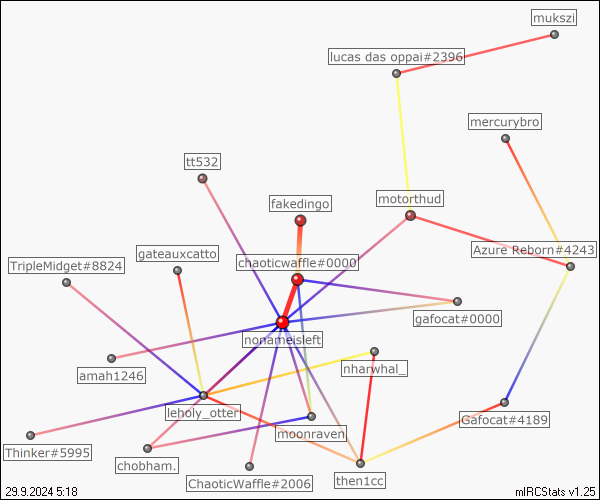 mukszi
lucas das oppai#2396
mercurybro
tt532
motorthud
fakedingo
Azure Reborn#4243
gateauxcatto
chaoticwaffle#0000
TripleMidget#8824
gafocat#0000
nonameisleft
nharwhal_
amah1246
leholy_otter
Gafocat#4189
moonraven
Thinker#5995
chobham.
ChaoticWaffle#2006
then1cc
29.9.2024 5:18
mIRCStats v1.25